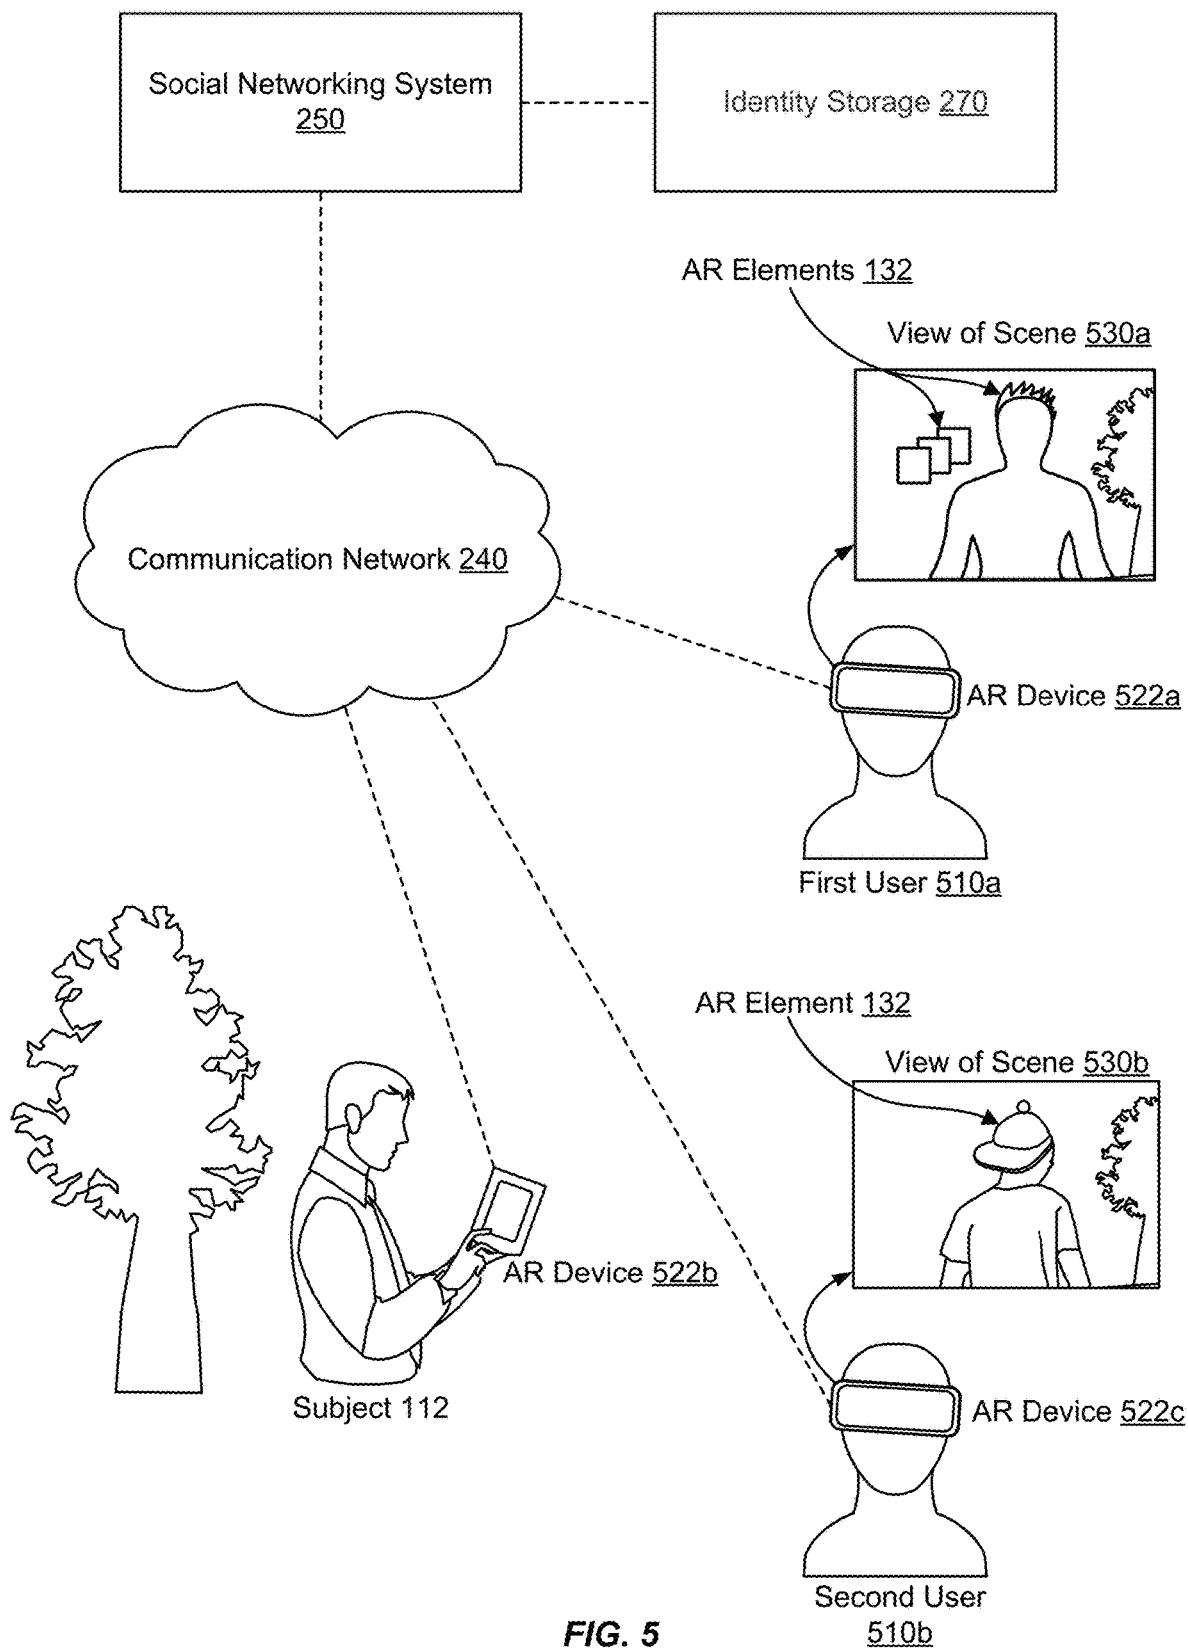 Social Networking System
250
Identity Storage 270
AR Elements 132
View of Scene 530a
Communication Network 240
AR Device 522a
First User 510a
AR Element 132
View of Scene 530b
AR Device 522b
Subject 112
AR Device 522c
Second User
510b
FIG. 5